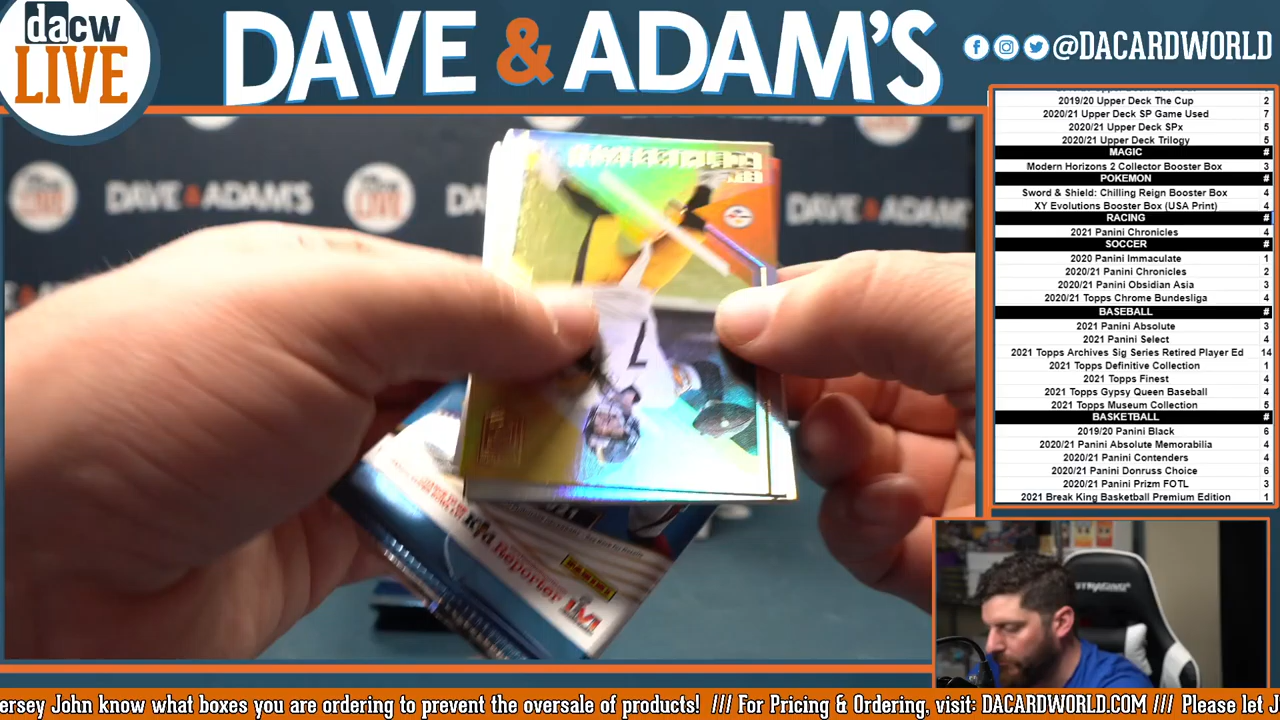 dacw
LIVE
DAVE & ADAM'S
@DACARDWORLD
2019/20 Upper Deck The Cup 2
2020/21 Upper Deck SP Game Used 7
2020/21 Upper Deck SPx 5
2020/21 Upper Deck Trilogy 5
MAGIC #
Modern Horizons 2 Collector Booster Box 3
POKEMON #
Sword & Shield: Chilling Reign Booster Box 4
XY Evolutions Booster Box (USA Print) 4
RACING #
2021 Panini Chronicles 4
SOCCER #
2020 Panini Immaculate 1
2020/21 Panini Chronicles 2
2020/21 Panini Obsidian Asia 3
2020/21 Topps Chrome Bundesliga 4
BASEBALL #
2021 Panini Absolute 3
2021 Panini Select 4
2021 Topps Archives Sig Series Retired Player Ed 14
2021 Topps Definitive Collection 1
2021 Topps Finest 4
2021 Topps Gypsy Queen Baseball 4
2021 Topps Museum Collection 5
BASKETBALL #
2019/20 Panini Black 6
2020/21 Panini Absolute Memorabilia 4
2020/21 Panini Contenders 4
2020/21 Panini Donruss Choice 6
2020/21 Panini Prizm FOTL 3
2021 Break King Basketball Premium Edition 1
DAVE & ADAM'S
LIVE
DAVE & ADAM'S
7
Kid Reporter
PANINI
LVI
ersey John know what boxes you are ordering to prevent the oversale of products! /// For Pricing & Ordering, visit: DACARDWORLD.COM /// Please let J